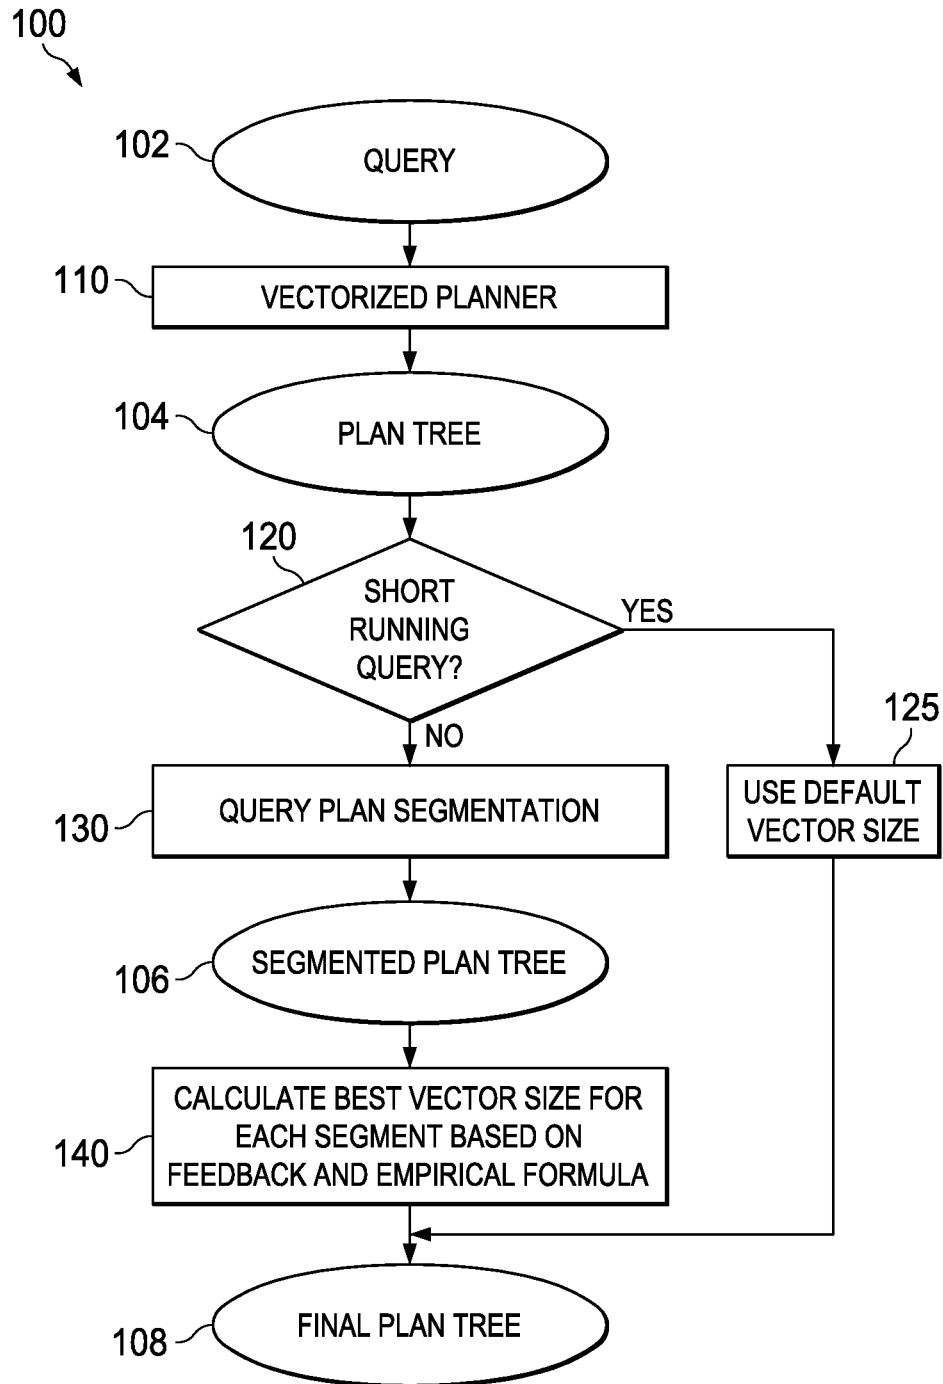 100
102
QUERY
110
VECTORIZED PLANNER
104
PLAN TREE
120
SHORT
RUNNING
QUERY?
YES
NO
125
USE DEFAULT
VECTOR SIZE
130
QUERY PLAN SEGMENTATION
106
SEGMENTED PLAN TREE
140
CALCULATE BEST VECTOR SIZE FOR
EACH SEGMENT BASED ON
FEEDBACK AND EMPIRICAL FORMULA
108
FINAL PLAN TREE